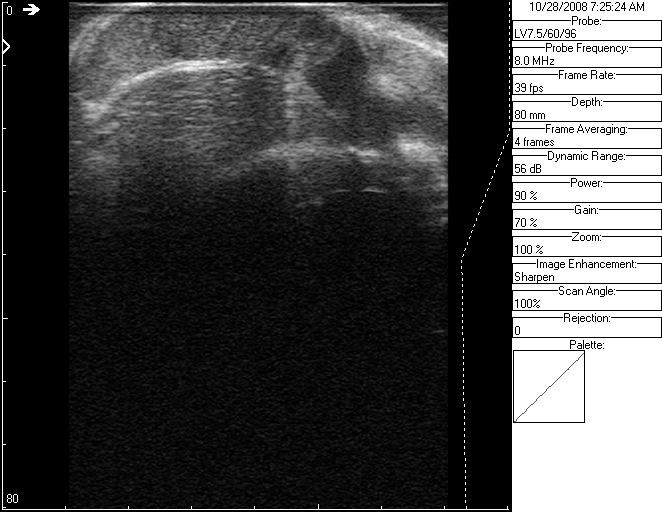 0
80
10/28/2008 7:25:24 AM
Probe:
LV7.5/60/96
Probe Frequency:
8.0 MHz
Frame Rate:
39 fps
Depth:
80 mm
Frame Averaging:
4 frames
Dynamic Range:
56 dB
Power:
90 %
Gain:
70 %
Zoom:
100 %
Image Enhancement:
Sharpen
Scan Angle:
100%
Rejection:
0
Palette: